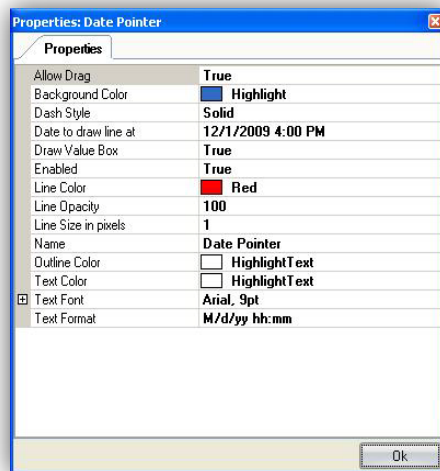 Properties: Date Pointer
Properties
Allow Drag True
Background Color Highlight
Dash Style Solid
Date to draw line at 12/1/2009 4:00 PM
Draw Value Box True
Enabled True
Line Color Red
Line Opacity 100
Line Size in pixels 1
Name Date Pointer
Outline Color HighlightText
Text Color HighlightText
Text Font Arial, 9pt
Text Format M/d/yy hh:mm
Ok